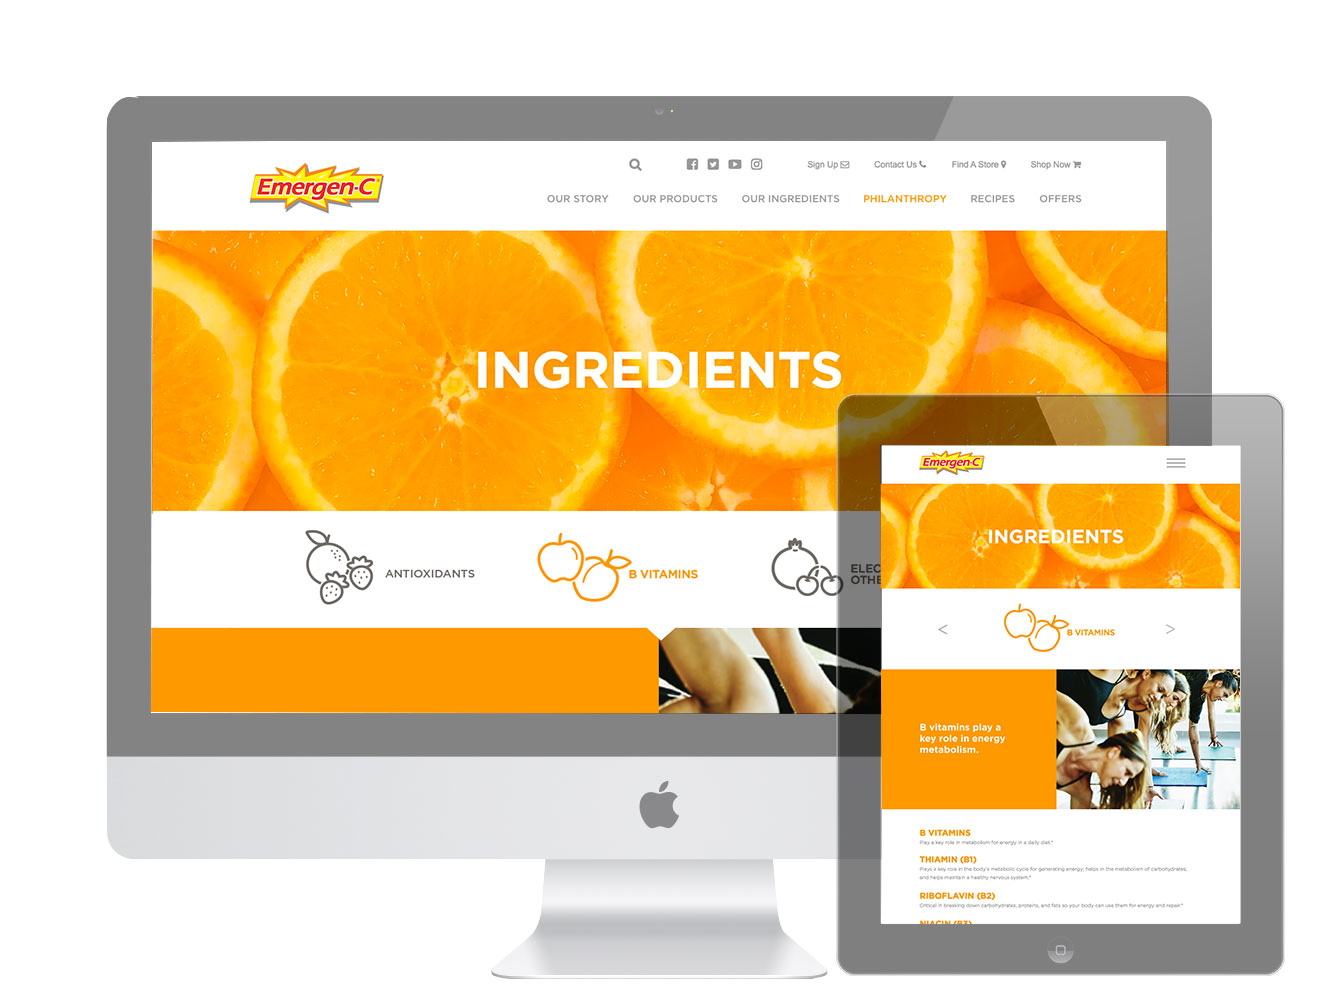 Emergen-C
Sign Up
Contact Us
Find A Store
Shop Now
OUR STORY
OUR PRODUCTS
OUR INGREDIENTS
PHILANTHROPY
RECIPES
OFFERS
INGREDIENTS
ANTIOXIDANTS
B VITAMINS
ELEC
OTHE
Emergen-C
INGREDIENTS
<
B VITAMINS
>
B vitamins play a
key role in energy
metabolism.
B VITAMINS
Play a key role in metabolism for energy in a daily diet.*
THIAMIN (B1)
Plays a key role in the body's metabolic cycle for generating energy; helps in the metabolism of carbohydrates,
and helps maintain a healthy nervous system.*
RIBOFLAVIN (B2)
Critical in breaking down carbohydrates, proteins, and fats so your body can use them for energy and repair.*
NIACIN (B3)